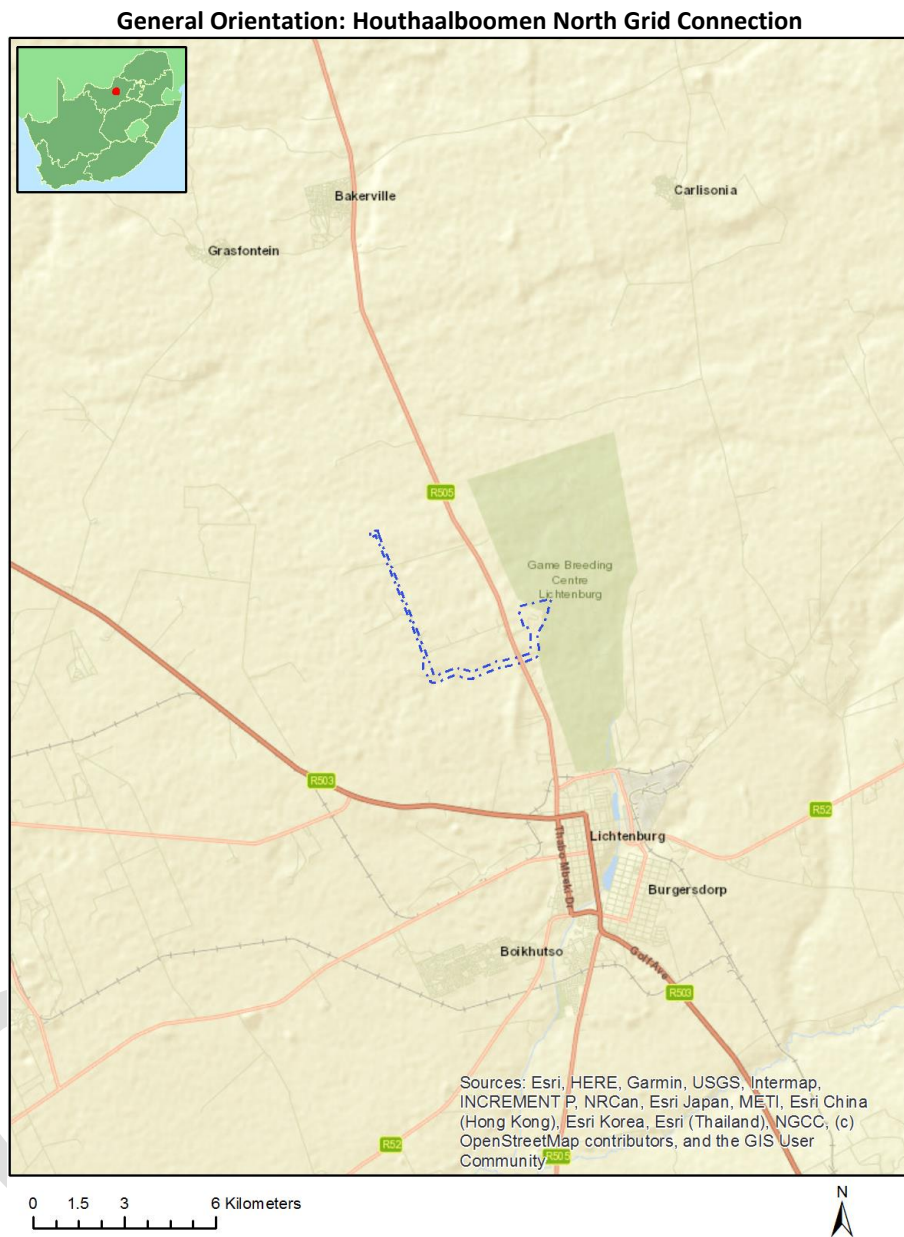 General Orientation: Houthaalboomen North Grid Connection
Bakerville
Carlisonia
Grasfontein
R505
Game Breeding
Centre
Lichtenburg
R503
R52
Lichtenburg
Thabo Mbeki Dr
Burgersdorp
Boikhutso
Golf Ave
R503
Sources: Esri, HERE, Garmin, USGS, Intermap,
INCREMENT P, NRCan, Esri Japan, METI, Esri China
(Hong Kong), Esri Korea, Esri (Thailand), NGCC, (c)
OpenStreetMap contributors, and the GIS User
Community
R52
R505
0 1.5 3 6 Kilometers
N